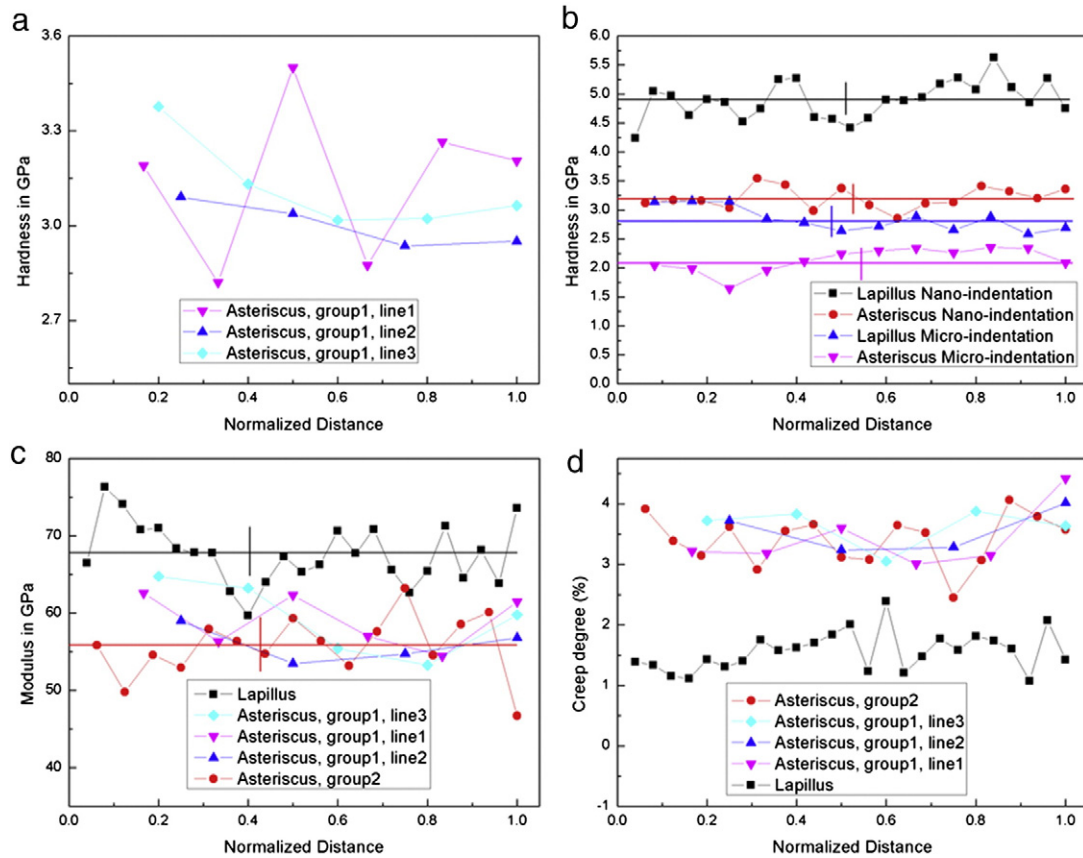 a
3.6
3.3
3.0
2.7
Hardness in GPa
Asteriscus, group1, line1
Asteriscus, group1, line2
Asteriscus, group1, line3
0.0 0.2 0.4 0.6 0.8 1.0
Normalized Distance
b
6.0
5.5
5.0
4.5
4.0
3.5
3.0
2.5
2.0
1.5
1.0
0.5
0.0
Hardness in GPa
Lapillus Nano-indentation
Asteriscus Nano-indentation
Lapillus Micro-indentation
Asteriscus Micro-indentation
0.0 0.2 0.4 0.6 0.8 1.0
Normalized Distance
c
80
70
60
50
40
Modulus in GPa
Lapillus
Asteriscus, group1, line3
Asteriscus, group1, line1
Asteriscus, group1, line2
Asteriscus, group2
0.0 0.2 0.4 0.6 0.8 1.0
Normalized Distance
d
4
3
2
1
0
-1
Creep degree (%)
Asteriscus, group2
Asteriscus, group1, line3
Asteriscus, group1, line2
Asteriscus, group1, line1
Lapillus
0.0 0.2 0.4 0.6 0.8 1.0
Normalized Distance